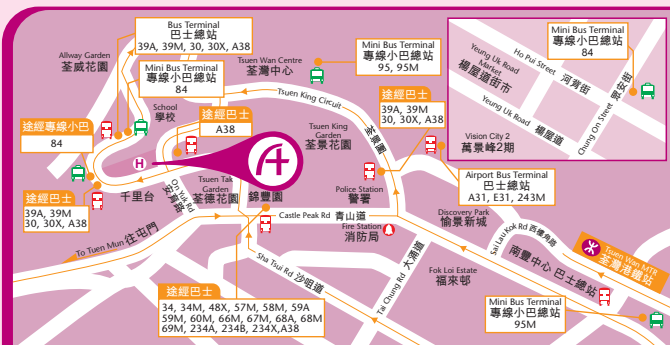 Bus Terminal
巴士總站
39A, 39M, 30, 30X, A38
Allway Garden
荃威花園
Mini Bus Terminal
專線小巴總站
84
Tsuen Wan Centre
荃灣中心
Mini Bus Terminal
專線小巴總站
95, 95M
Mini Bus Terminal
專線小巴總站
84
Yeung Uk Road
Market
楊屋道街市
Ho Pui Street
河背街
Chung On Street
眾安街
Yeung Uk Road
楊屋道
Vision City 2
萬景峰2期
School
學校
Tsuen King Circuit
荃景圍
途經巴士
39A, 39M
30, 30X, A38
途經巴士
A38
途經專線小巴
84
Tsuen King
Garden
荃景花園
H
Airport Bus Terminal
巴士總站
A31, E31, 243M
千里台
On Yuk Rd
安育路
Tsuen Tak
Garden
荃德花園
錦豐園
Police Station
警署
途經巴士
39A, 39M
30, 30X, A38
Castle Peak Rd 青山道
Fire Station
消防局
Discovery Park
愉景新城
Sai Lau Kok Rd 西樓角路
Tsuen Wan MTR
荃灣港鐵站
To Tuen Mun 往屯門
Sha Tsui Rd 沙咀道
Tai Chung Rd 大涌道
Fok Loi Estate
福來邨
南豐中心 巴士總站
途經巴士
34, 34M, 48X, 57M, 58M, 59A
59M, 60M, 66M, 67M, 68A, 68M
69M, 234A, 234B, 234X,A38
Mini Bus Terminal
專線小巴總站
95M